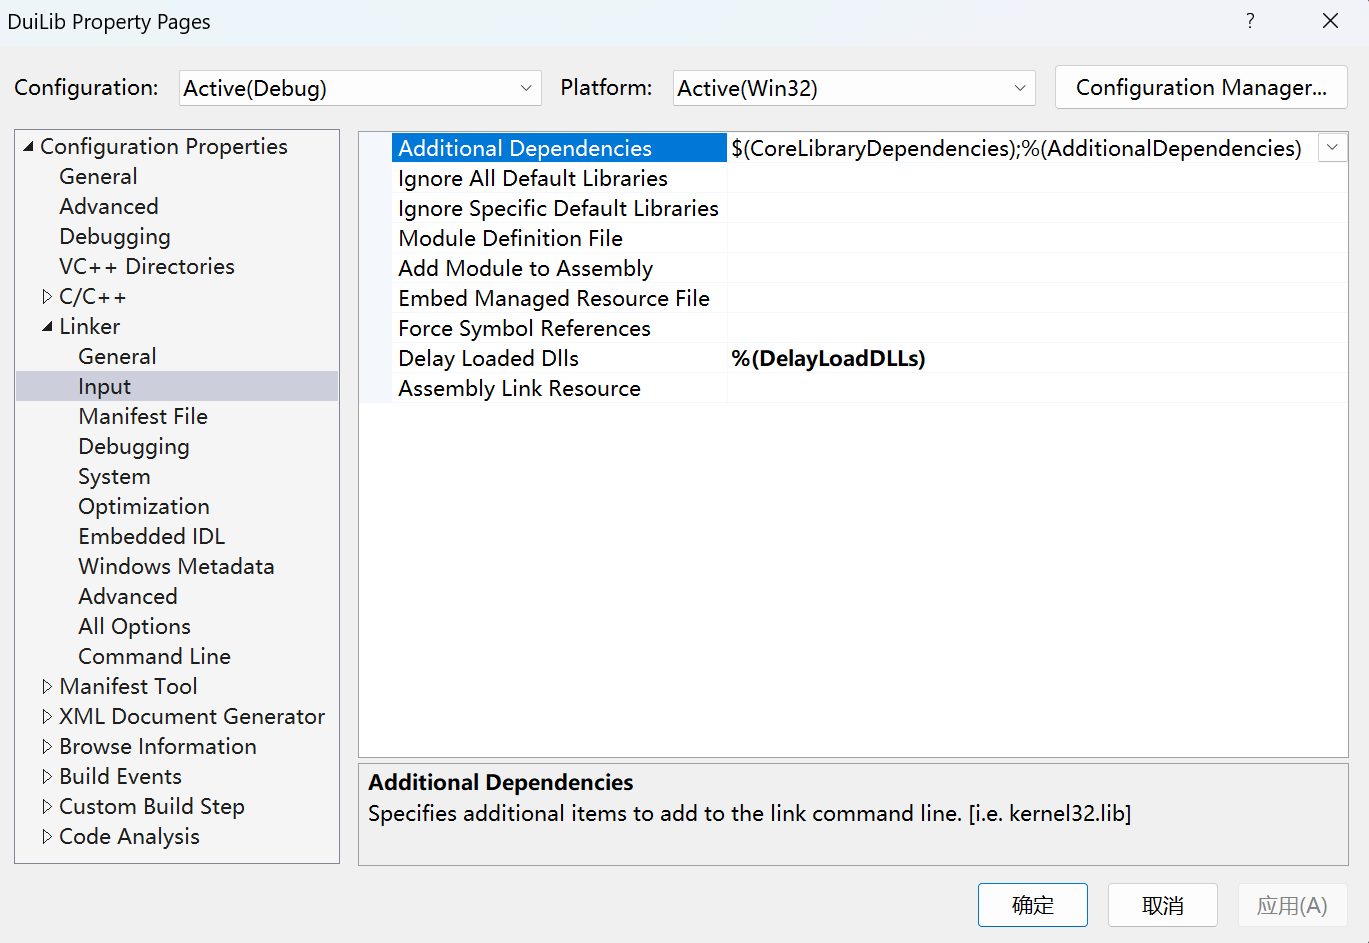 DuiLib Property Pages
?
Configuration: Active(Debug) Platform: Active(Win32) Configuration Manager...
Configuration Properties
General
Advanced
Debugging
VC++ Directories
C/C++
Linker
General
Input
Manifest File
Debugging
System
Optimization
Embedded IDL
Windows Metadata
Advanced
All Options
Command Line
Manifest Tool
XML Document Generator
Browse Information
Build Events
Custom Build Step
Code Analysis
Additional Dependencies $(CoreLibraryDependencies);%(AdditionalDependencies)
Ignore All Default Libraries
Ignore Specific Default Libraries
Module Definition File
Add Module to Assembly
Embed Managed Resource File
Force Symbol References
Delay Loaded Dlls %(DelayLoadDLLs)
Assembly Link Resource
Additional Dependencies
Specifies additional items to add to the link command line. [i.e. kernel32.lib]
确定 取消 应用(A)